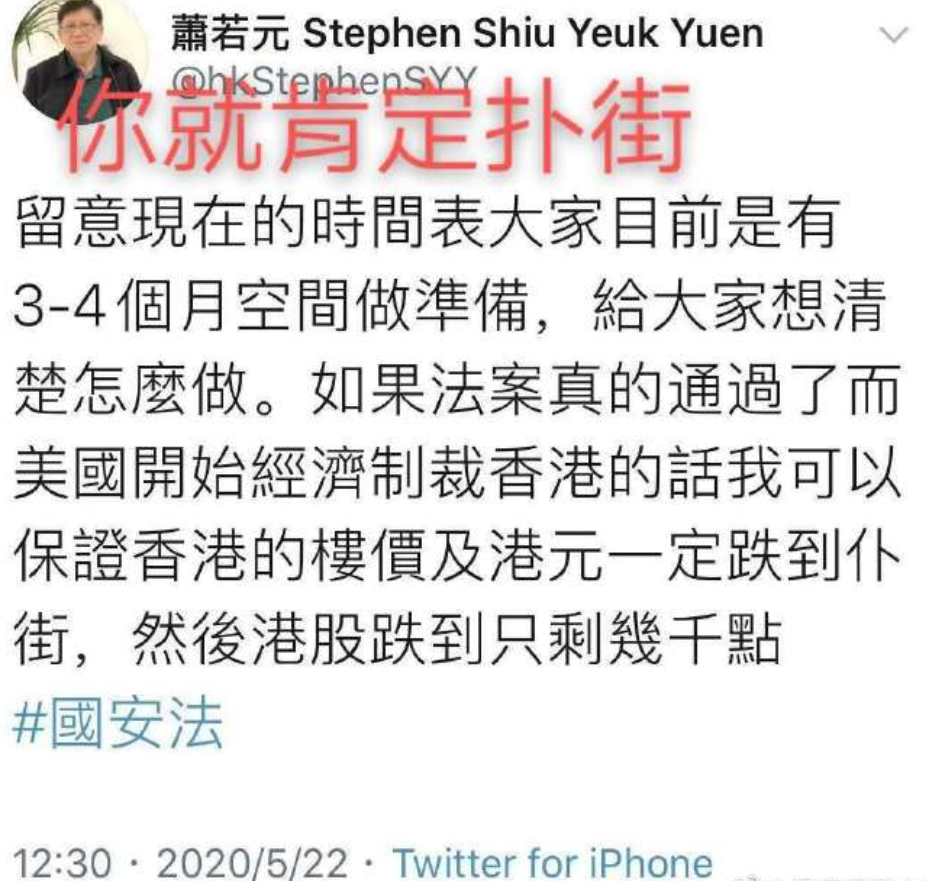 蕭若元 Stephen Shiu Yeuk Yuen
@hkStephenSYY
你就肯定扑街
留意現在的時間表大家目前是有
3-4個月空間做準備，給大家想清
楚怎麼做。如果法案真的通過了而
美國開始經濟制裁香港的話我可以
保證香港的樓價及港元一定跌到仆
街，然後港股跌到只剩幾千點
#國安法
12:30 · 2020/5/22 · Twitter for iPhone